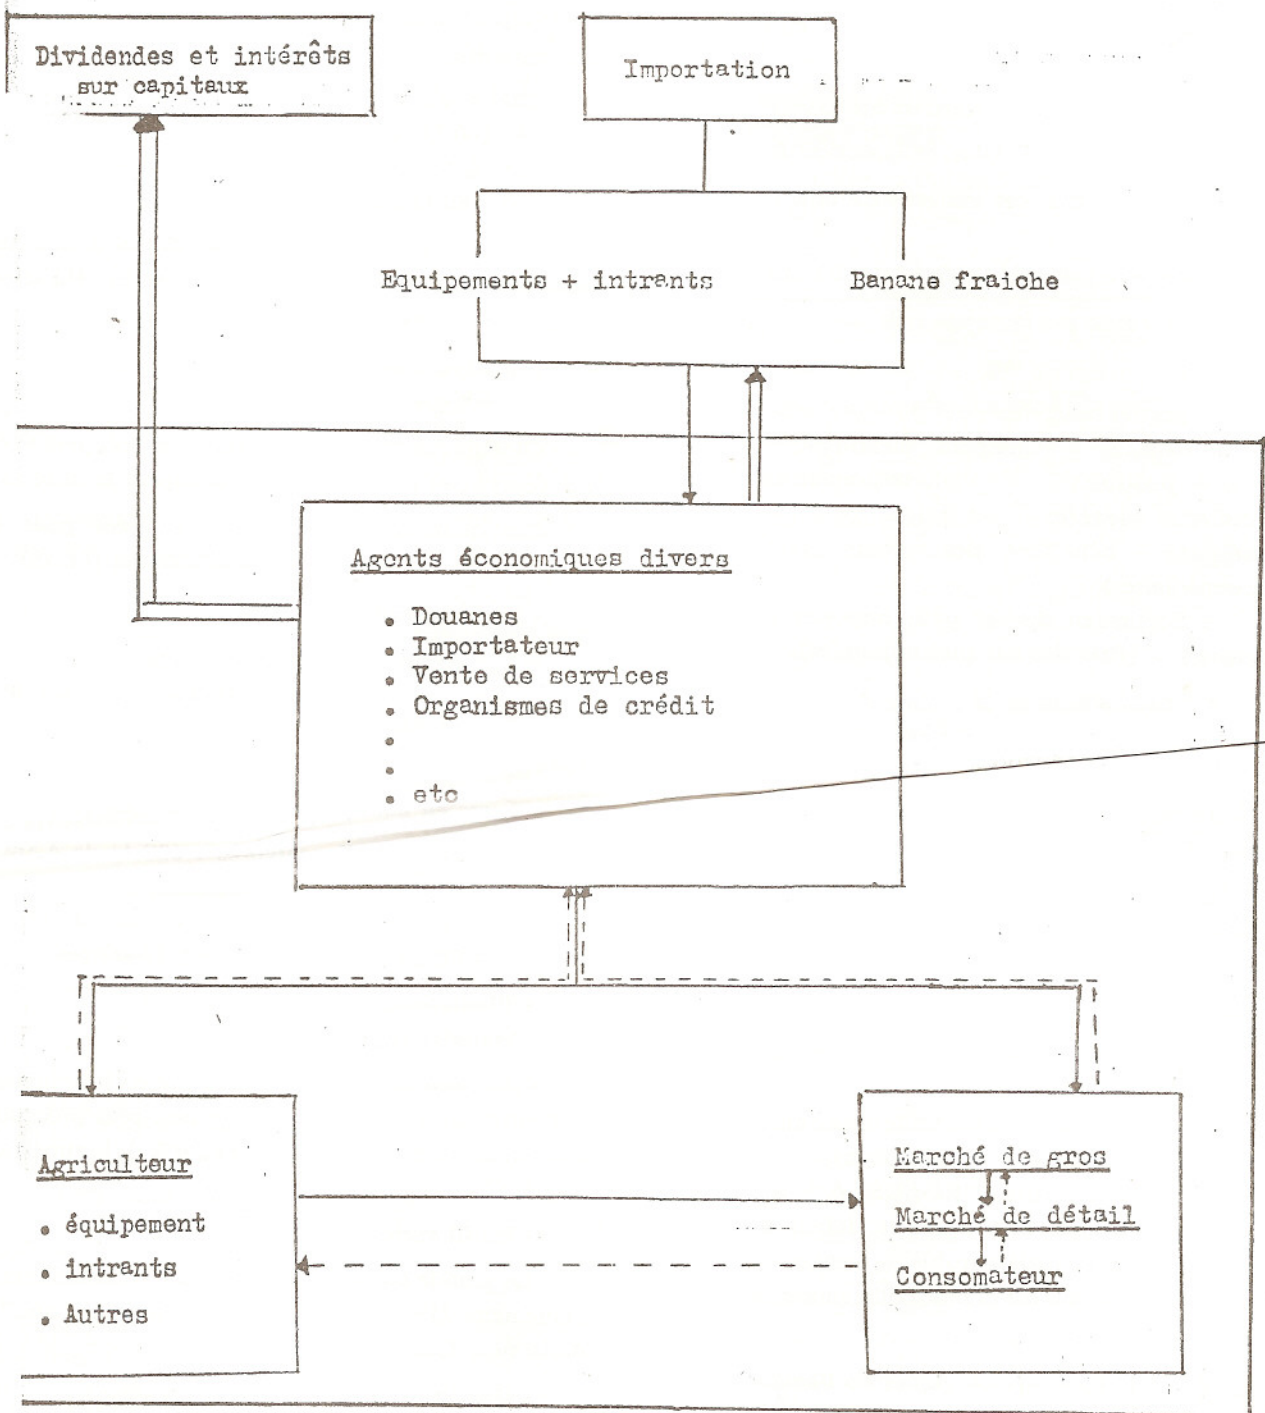 Dividendes et intérêts
sur capitaux
Importation
Equipements + intrants
Banane fraiche
Agents économiques divers
• Douanes
• Importateur
• Vente de services
• Organismes de crédit
•
•
• etc
Agriculteur
• équipement
• intrants
• Autres
Marché de gros
Marché de détail
Consomateur